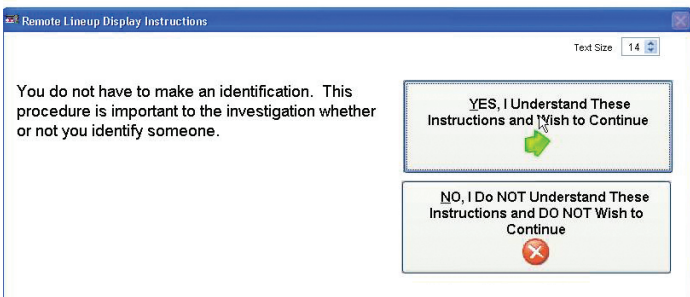 Remote Lineup Display Instructions
Text Size 14
You do not have to make an identification. This
procedure is important to the investigation whether
or not you identify someone.
YES, I Understand These
Instructions and Wish to Continue
NO, I Do NOT Understand These
Instructions and DO NOT Wish to
Continue